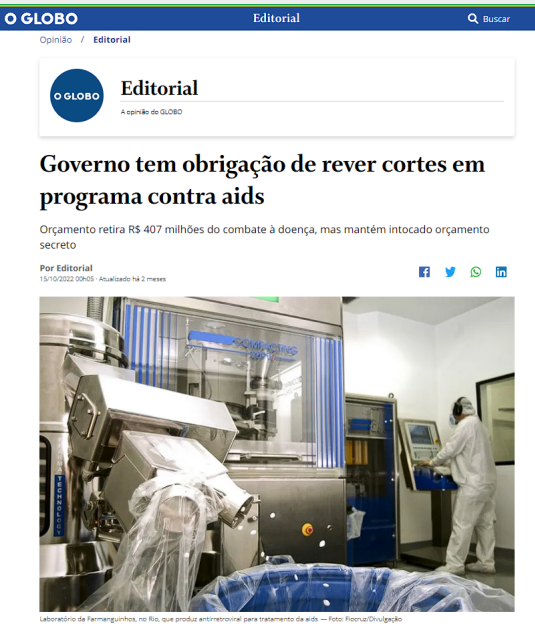 O GLOBO
Editorial
Buscar
Opinião / Editorial
O GLOBO
Editorial
A opinião do GLOBO
Governo tem obrigação de rever cortes em
programa contra aids
Orçamento retira R$ 407 milhões do combate à doença, mas mantém intocado orçamento
secreto
Por Editorial
15/10/2022 00h05 · Atualizado há 2 meses
TECHNOLOGY
Laboratório da Farmanguinhos, no Rio, que produz antirretroviral para tratamento da aids — Foto: Fiocruz/Divulgação